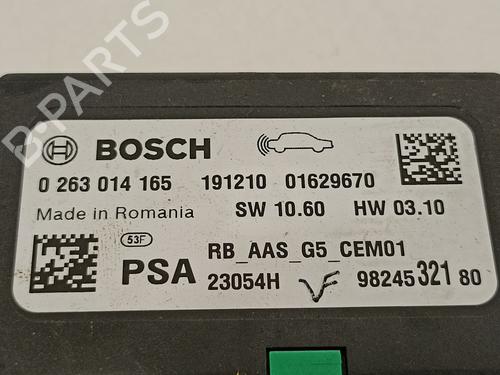 BOSCH
0 263 014 165 191210 01629670
Made in Romania SW 10.60 HW 03.10
53F RB_AAS_G5_CEM01
PSA 23054H VF 98245 321 80
B-PARTS